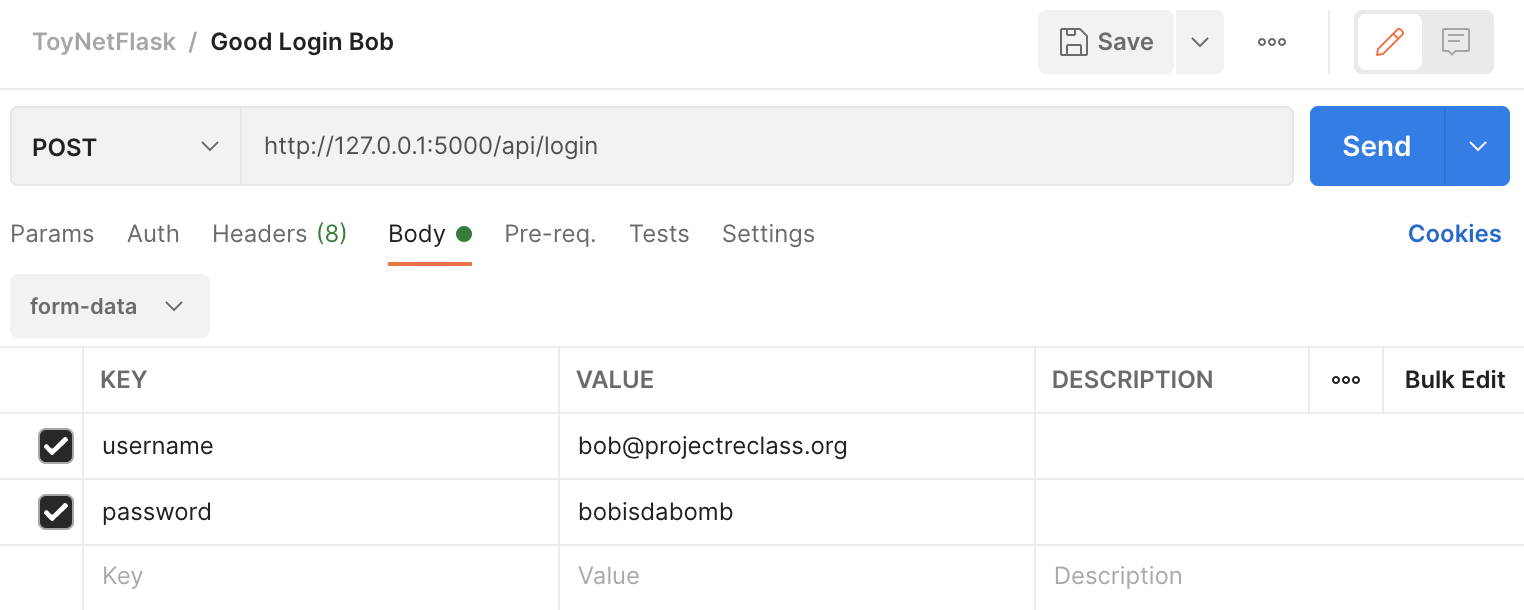 ToyNetFlask / Good Login Bob Save
POST http://127.0.0.1:5000/api/login Send
Params Auth Headers (8) Body Pre-req. Tests Settings Cookies
form-data
KEY VALUE DESCRIPTION Bulk Edit
username bob@projectreclass.org
password bobisdabomb
Key Value Description